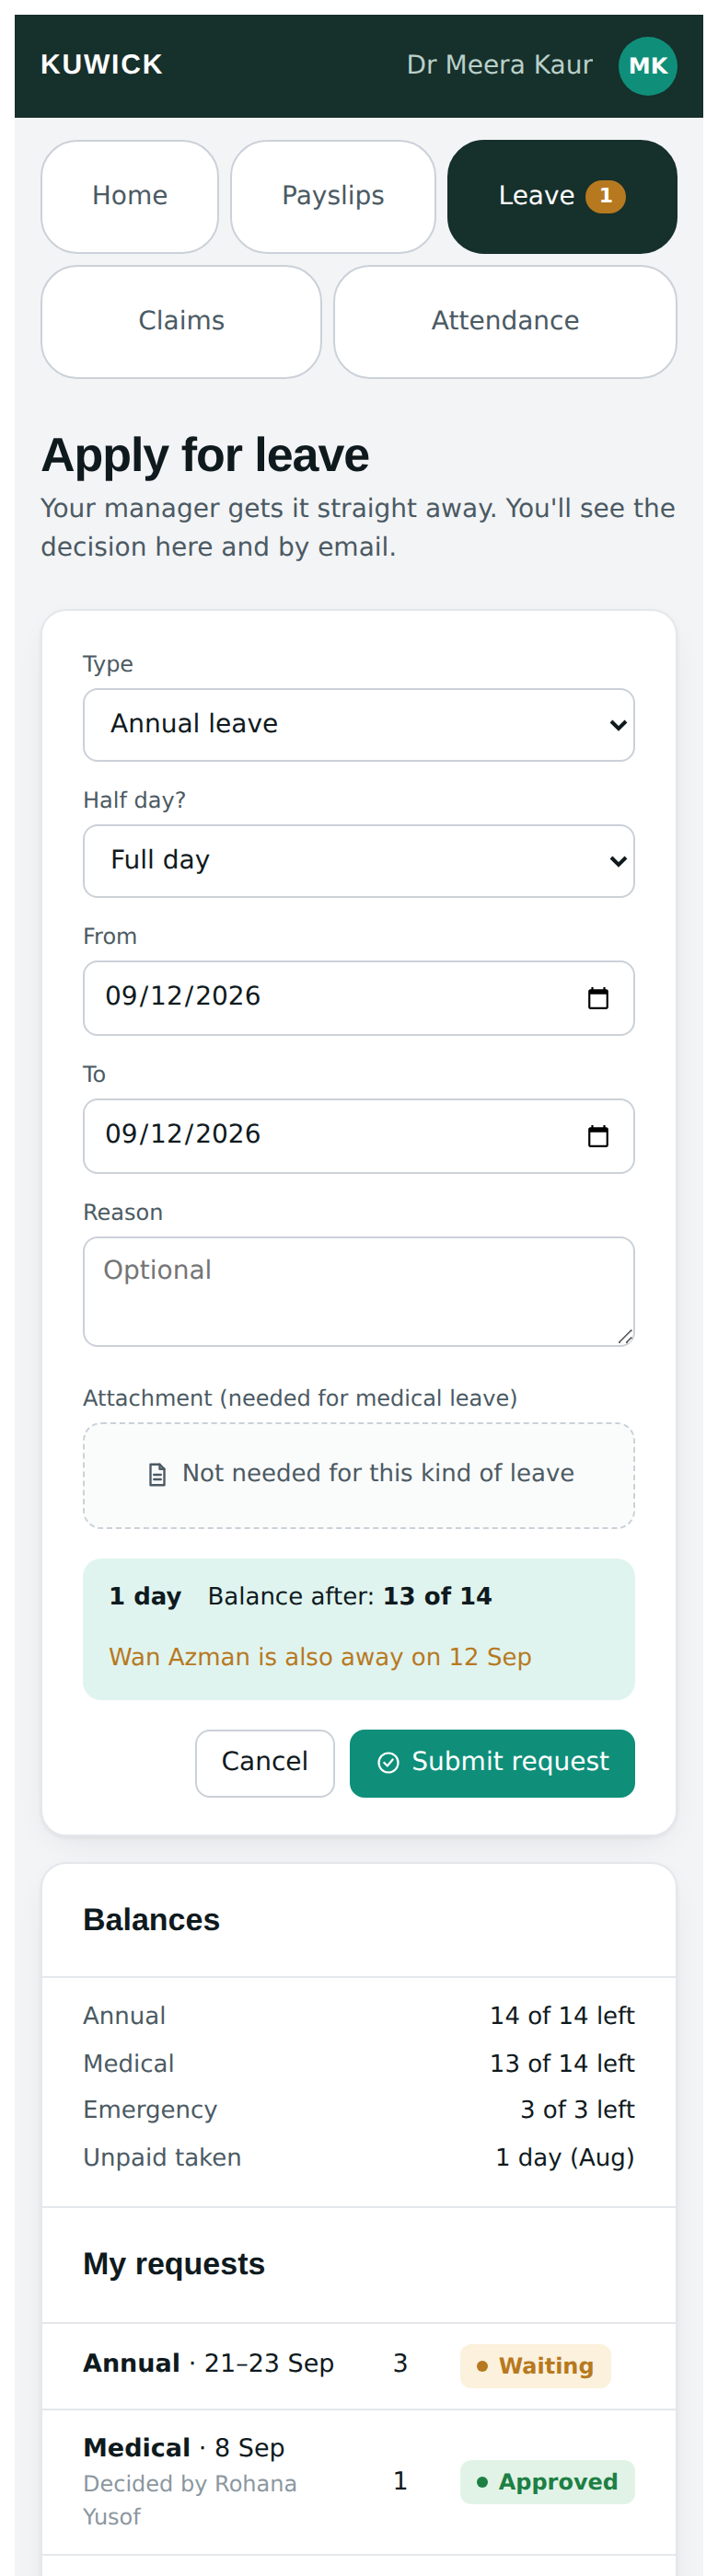 KUWICK
Dr Meera Kaur
MK
Home
Payslips
Leave 1
Claims
Attendance
Apply for leave
Your manager gets it straight away. You'll see the
decision here and by email.
Type
Annual leave
Half day?
Full day
From
09/12/2026
To
09/12/2026
Reason
Optional
Attachment (needed for medical leave)
Not needed for this kind of leave
1 day Balance after: 13 of 14
Wan Azman is also away on 12 Sep
Cancel
Submit request
Balances
Annual 14 of 14 left
Medical 13 of 14 left
Emergency 3 of 3 left
Unpaid taken 1 day (Aug)
My requests
Annual · 21–23 Sep 3 Waiting
Medical · 8 Sep 1 Approved
Decided by Rohana
Yusof